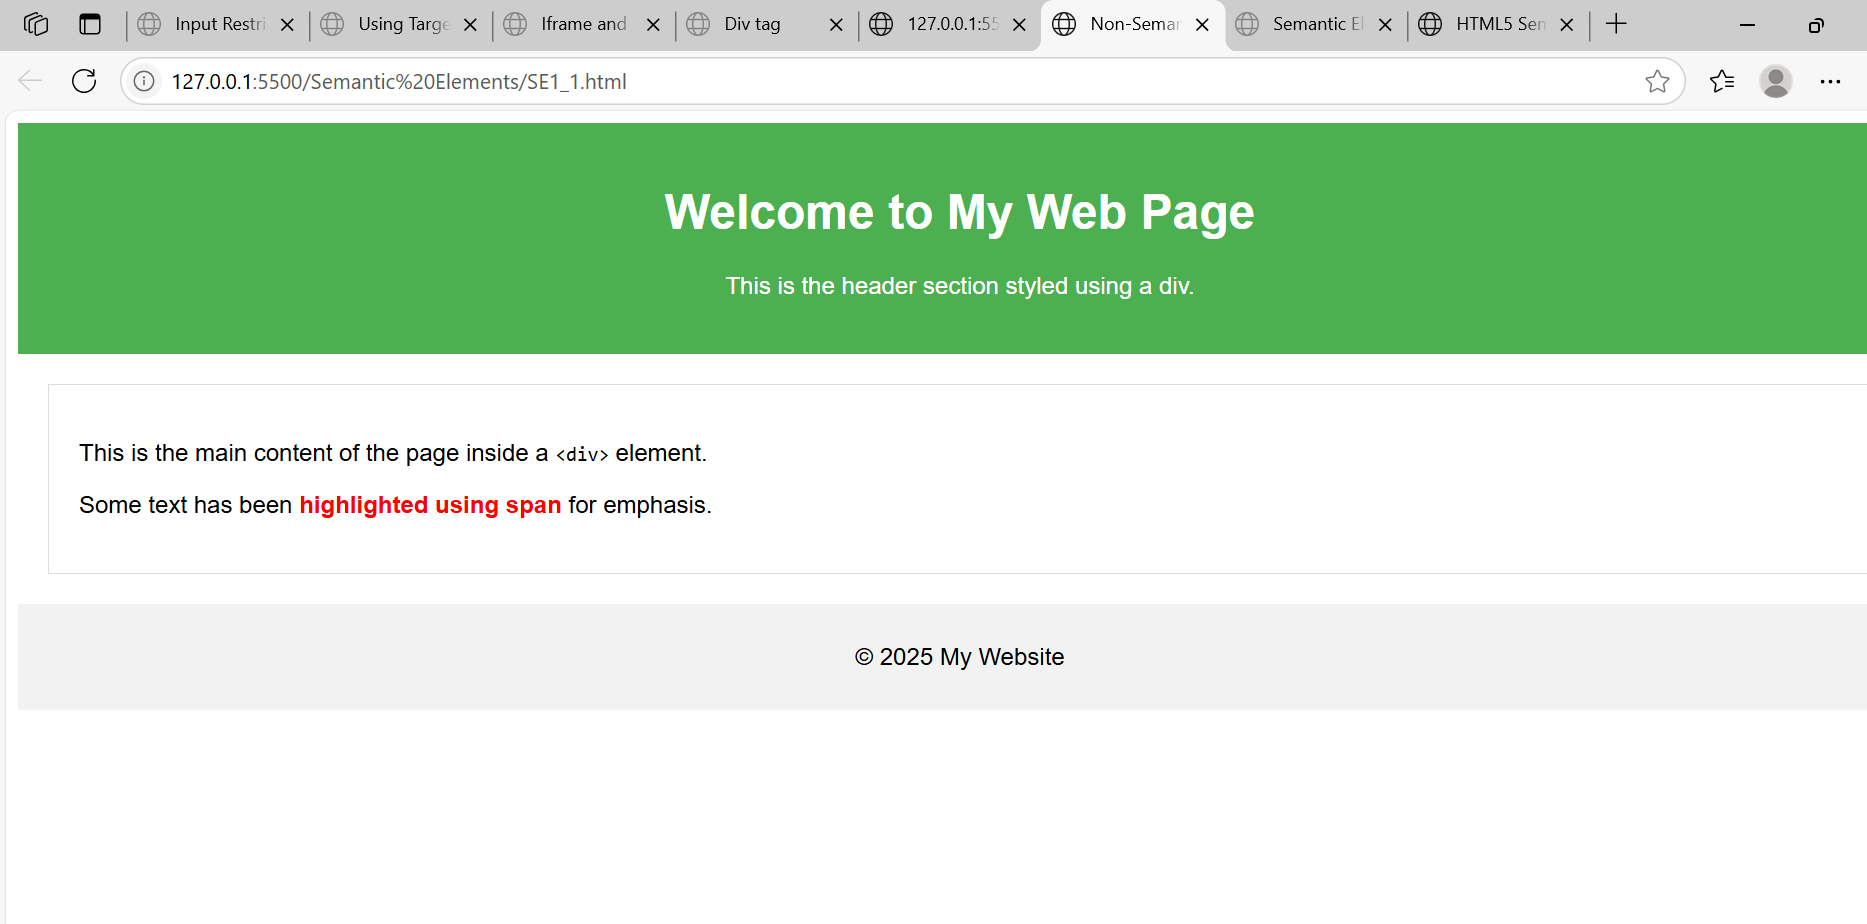 Input Restri
Using Targe
Iframe and
Div tag
127.0.0.1:55
Non-Semar
Semantic El
HTML5 Sen
127.0.0.1:5500/Semantic%20Elements/SE1_1.html
Welcome to My Web Page
This is the header section styled using a div.
This is the main content of the page inside a <div> element.
Some text has been highlighted using span for emphasis.
© 2025 My Website